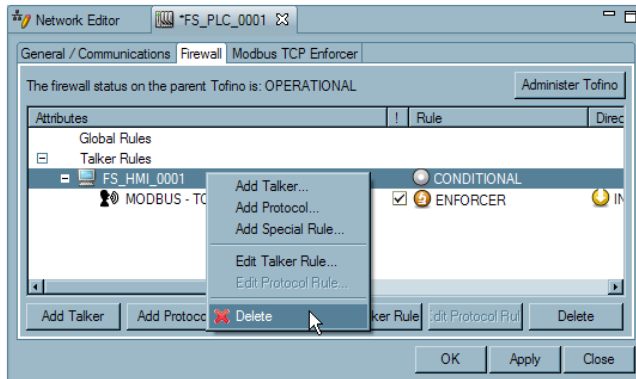 Network Editor
*FS_PLC_0001
General / Communications Firewall Modbus TCP Enforcer
The firewall status on the parent Tofino is: OPERATIONAL
Administer Tofino
Attributes ! Rule Direc
Global Rules
Talker Rules
FS_HMI_0001 CONDITIONAL
MODBUS - TC ENFORCER IN
Add Talker...
Add Protocol...
Add Special Rule...
Edit Talker Rule...
Edit Protocol Rule...
Delete
Add Talker Add Protoco ker Rule dit Protocol Rul Delete
OK Apply Close